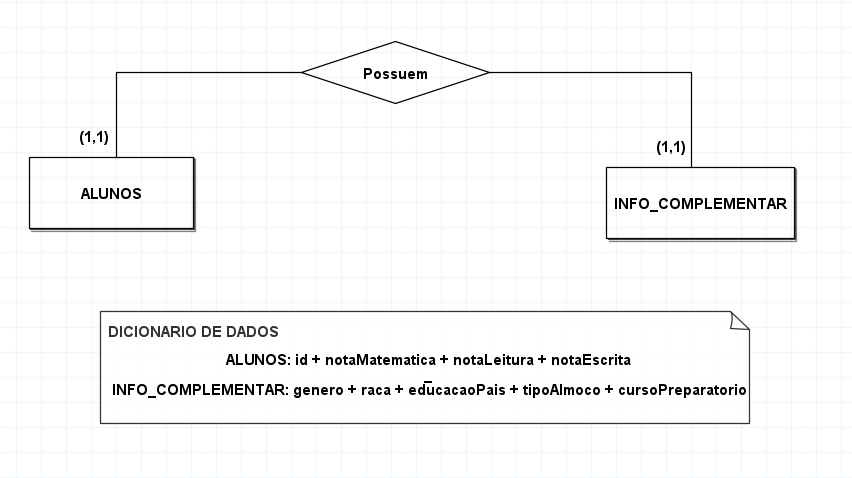 Possuem
(1,1)
(1,1)
ALUNOS
INFO_COMPLEMENTAR
DICIONARIO DE DADOS
ALUNOS: id + notaMatematica + notaLeitura + notaEscrita
INFO_COMPLEMENTAR: genero + raca + educacaoPais + tipoAlmoco + cursoPreparatorio